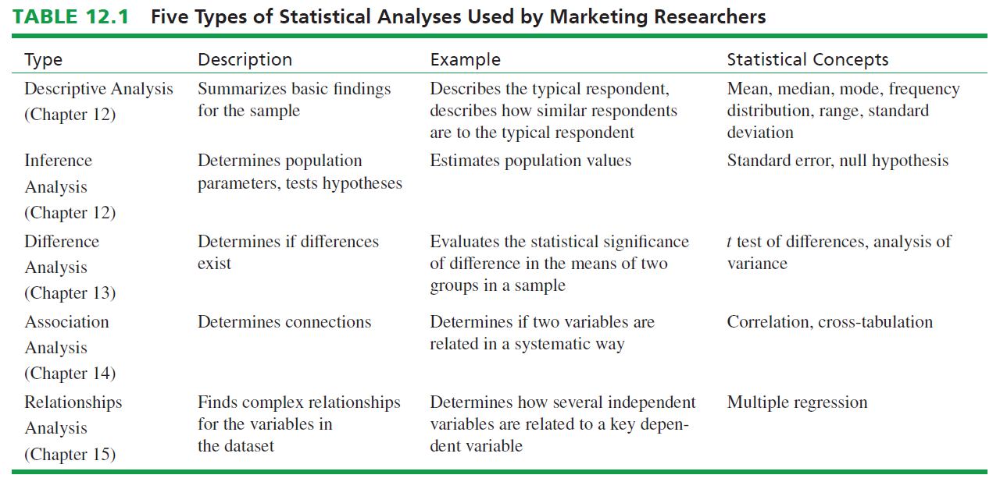 TABLE 12.1 Five Types of Statistical Analyses Used by Marketing Researchers
Type Description Example Statistical Concepts
Descriptive Analysis
(Chapter 12)
Summarizes basic findings
for the sample
Describes the typical respondent,
describes how similar respondents
are to the typical respondent
Mean, median, mode, frequency
distribution, range, standard
deviation
Inference
Analysis
(Chapter 12)
Determines population
parameters, tests hypotheses
Estimates population values
Standard error, null hypothesis
Difference
Analysis
(Chapter 13)
Determines if differences
exist
Evaluates the statistical significance
of difference in the means of two
groups in a sample
t test of differences, analysis of
variance
Association
Analysis
(Chapter 14)
Determines connections
Determines if two variables are
related in a systematic way
Correlation, cross-tabulation
Relationships
Analysis
(Chapter 15)
Finds complex relationships
for the variables in
the dataset
Determines how several independent
variables are related to a key depen-
dent variable
Multiple regression